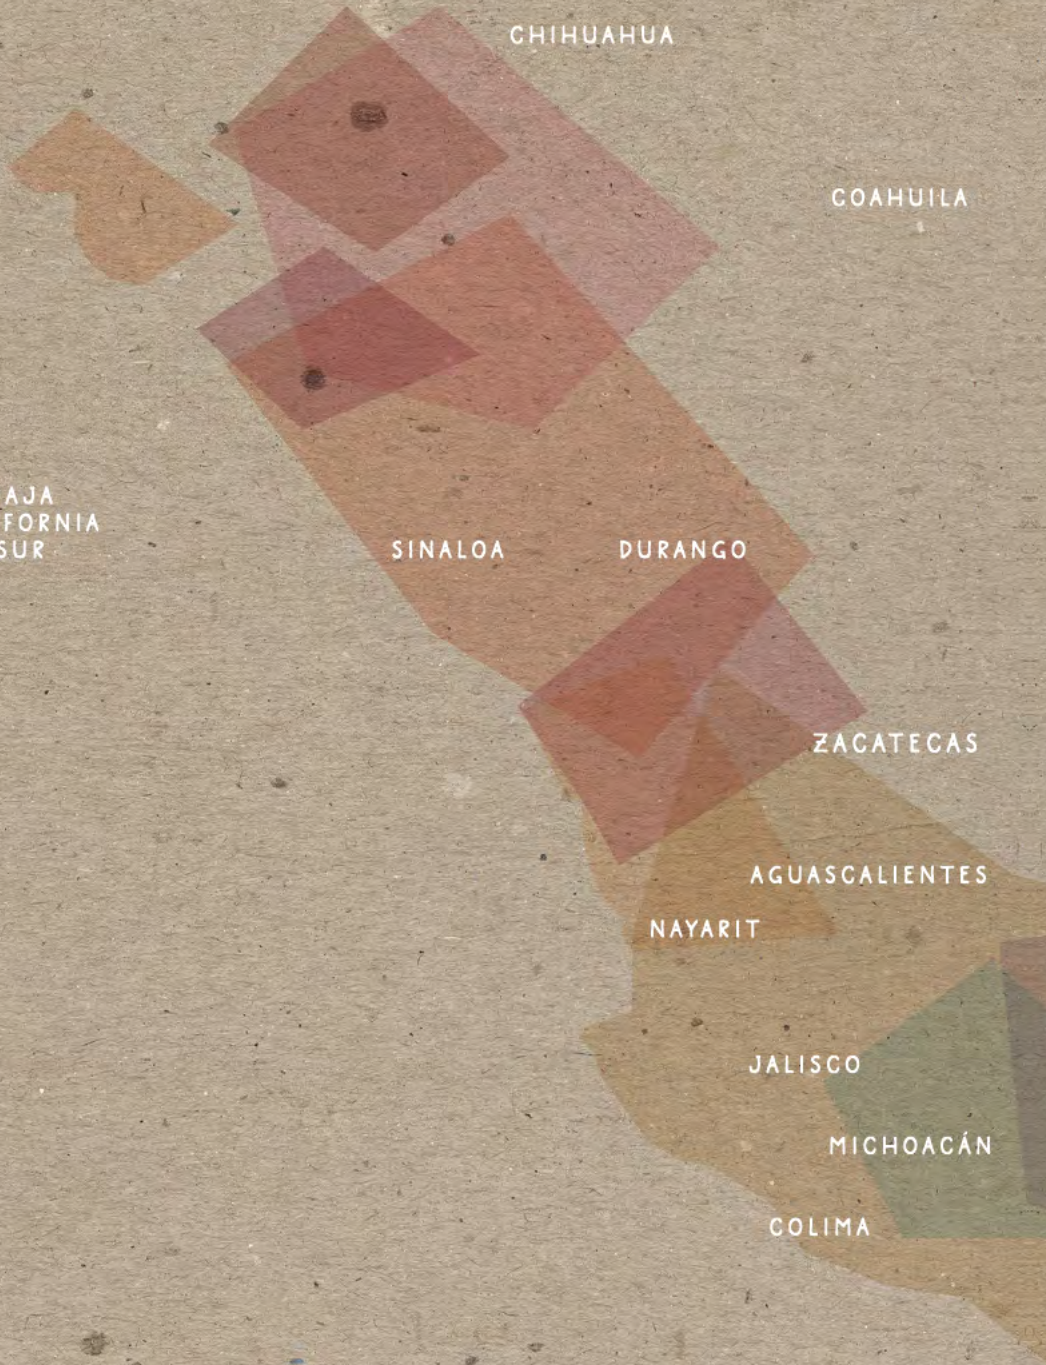 CHIHUAHUA
COAHUILA
AJA
FORNIA
SUR
SINALOA
DURANGO
ZACATECAS
AGUASCALIENTES
NAYARIT
JALISCO
MICHOACÁN
COLIMA